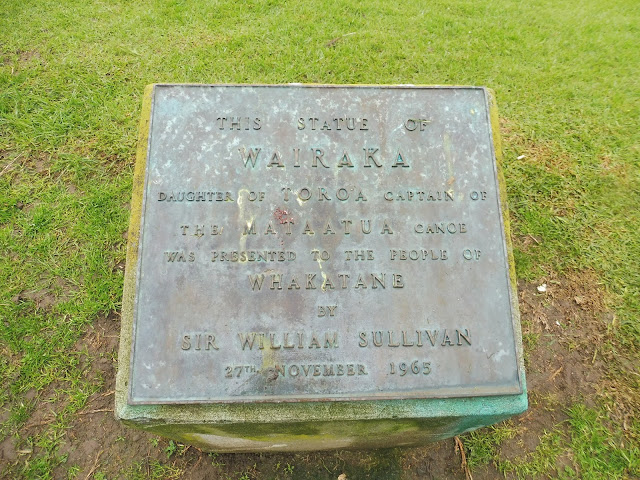 THIS STATUE OF
WAIRAKA
DAUGHTER OF TOROA CAPTAIN OF
THE MATAATUA CANOE
WAS PRESENTED TO THE PEOPLE OF
WHAKATANE
BY
SIR WILLIAM SULLIVAN
27TH NOVEMBER 1965